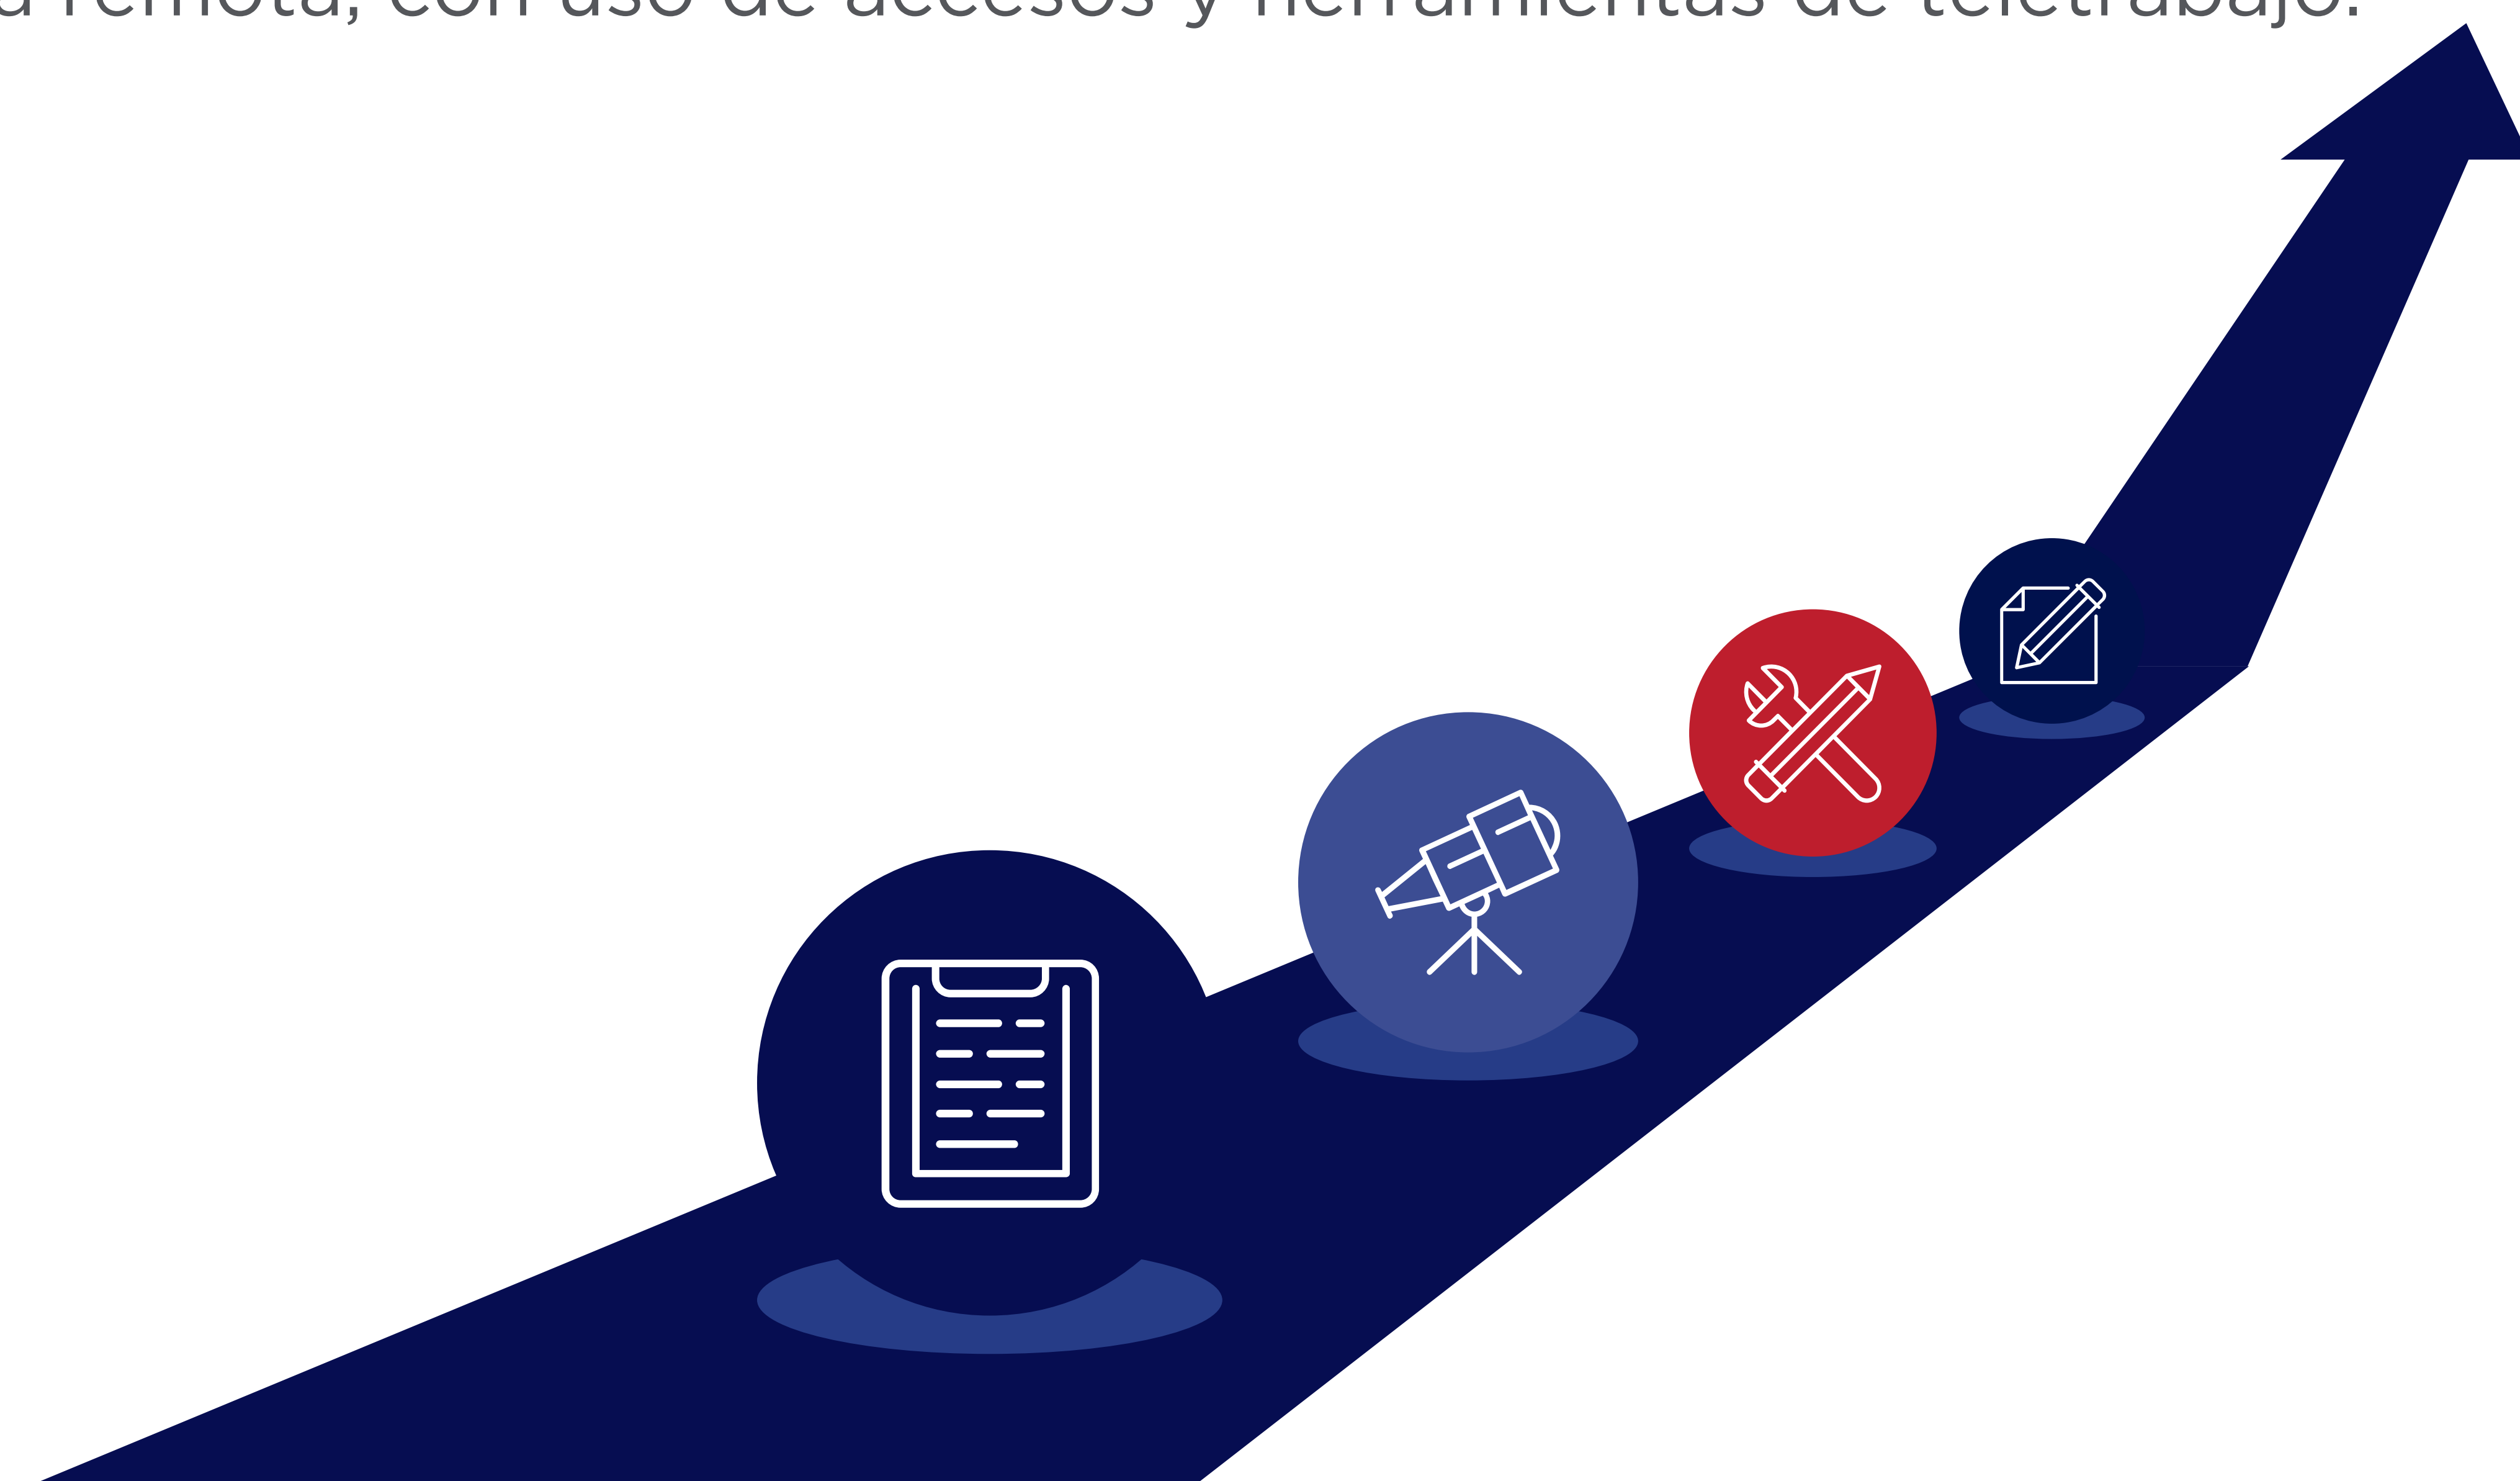 a remota, con uso de accesos y herramientas de teletrabajo.